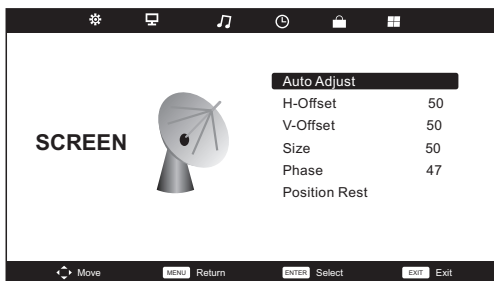 SCREEN
Auto Adjust
H-Offset 50
V-Offset 50
Size 50
Phase 47
Position Rest
Move MENU Return ENTER Select EXIT Exit